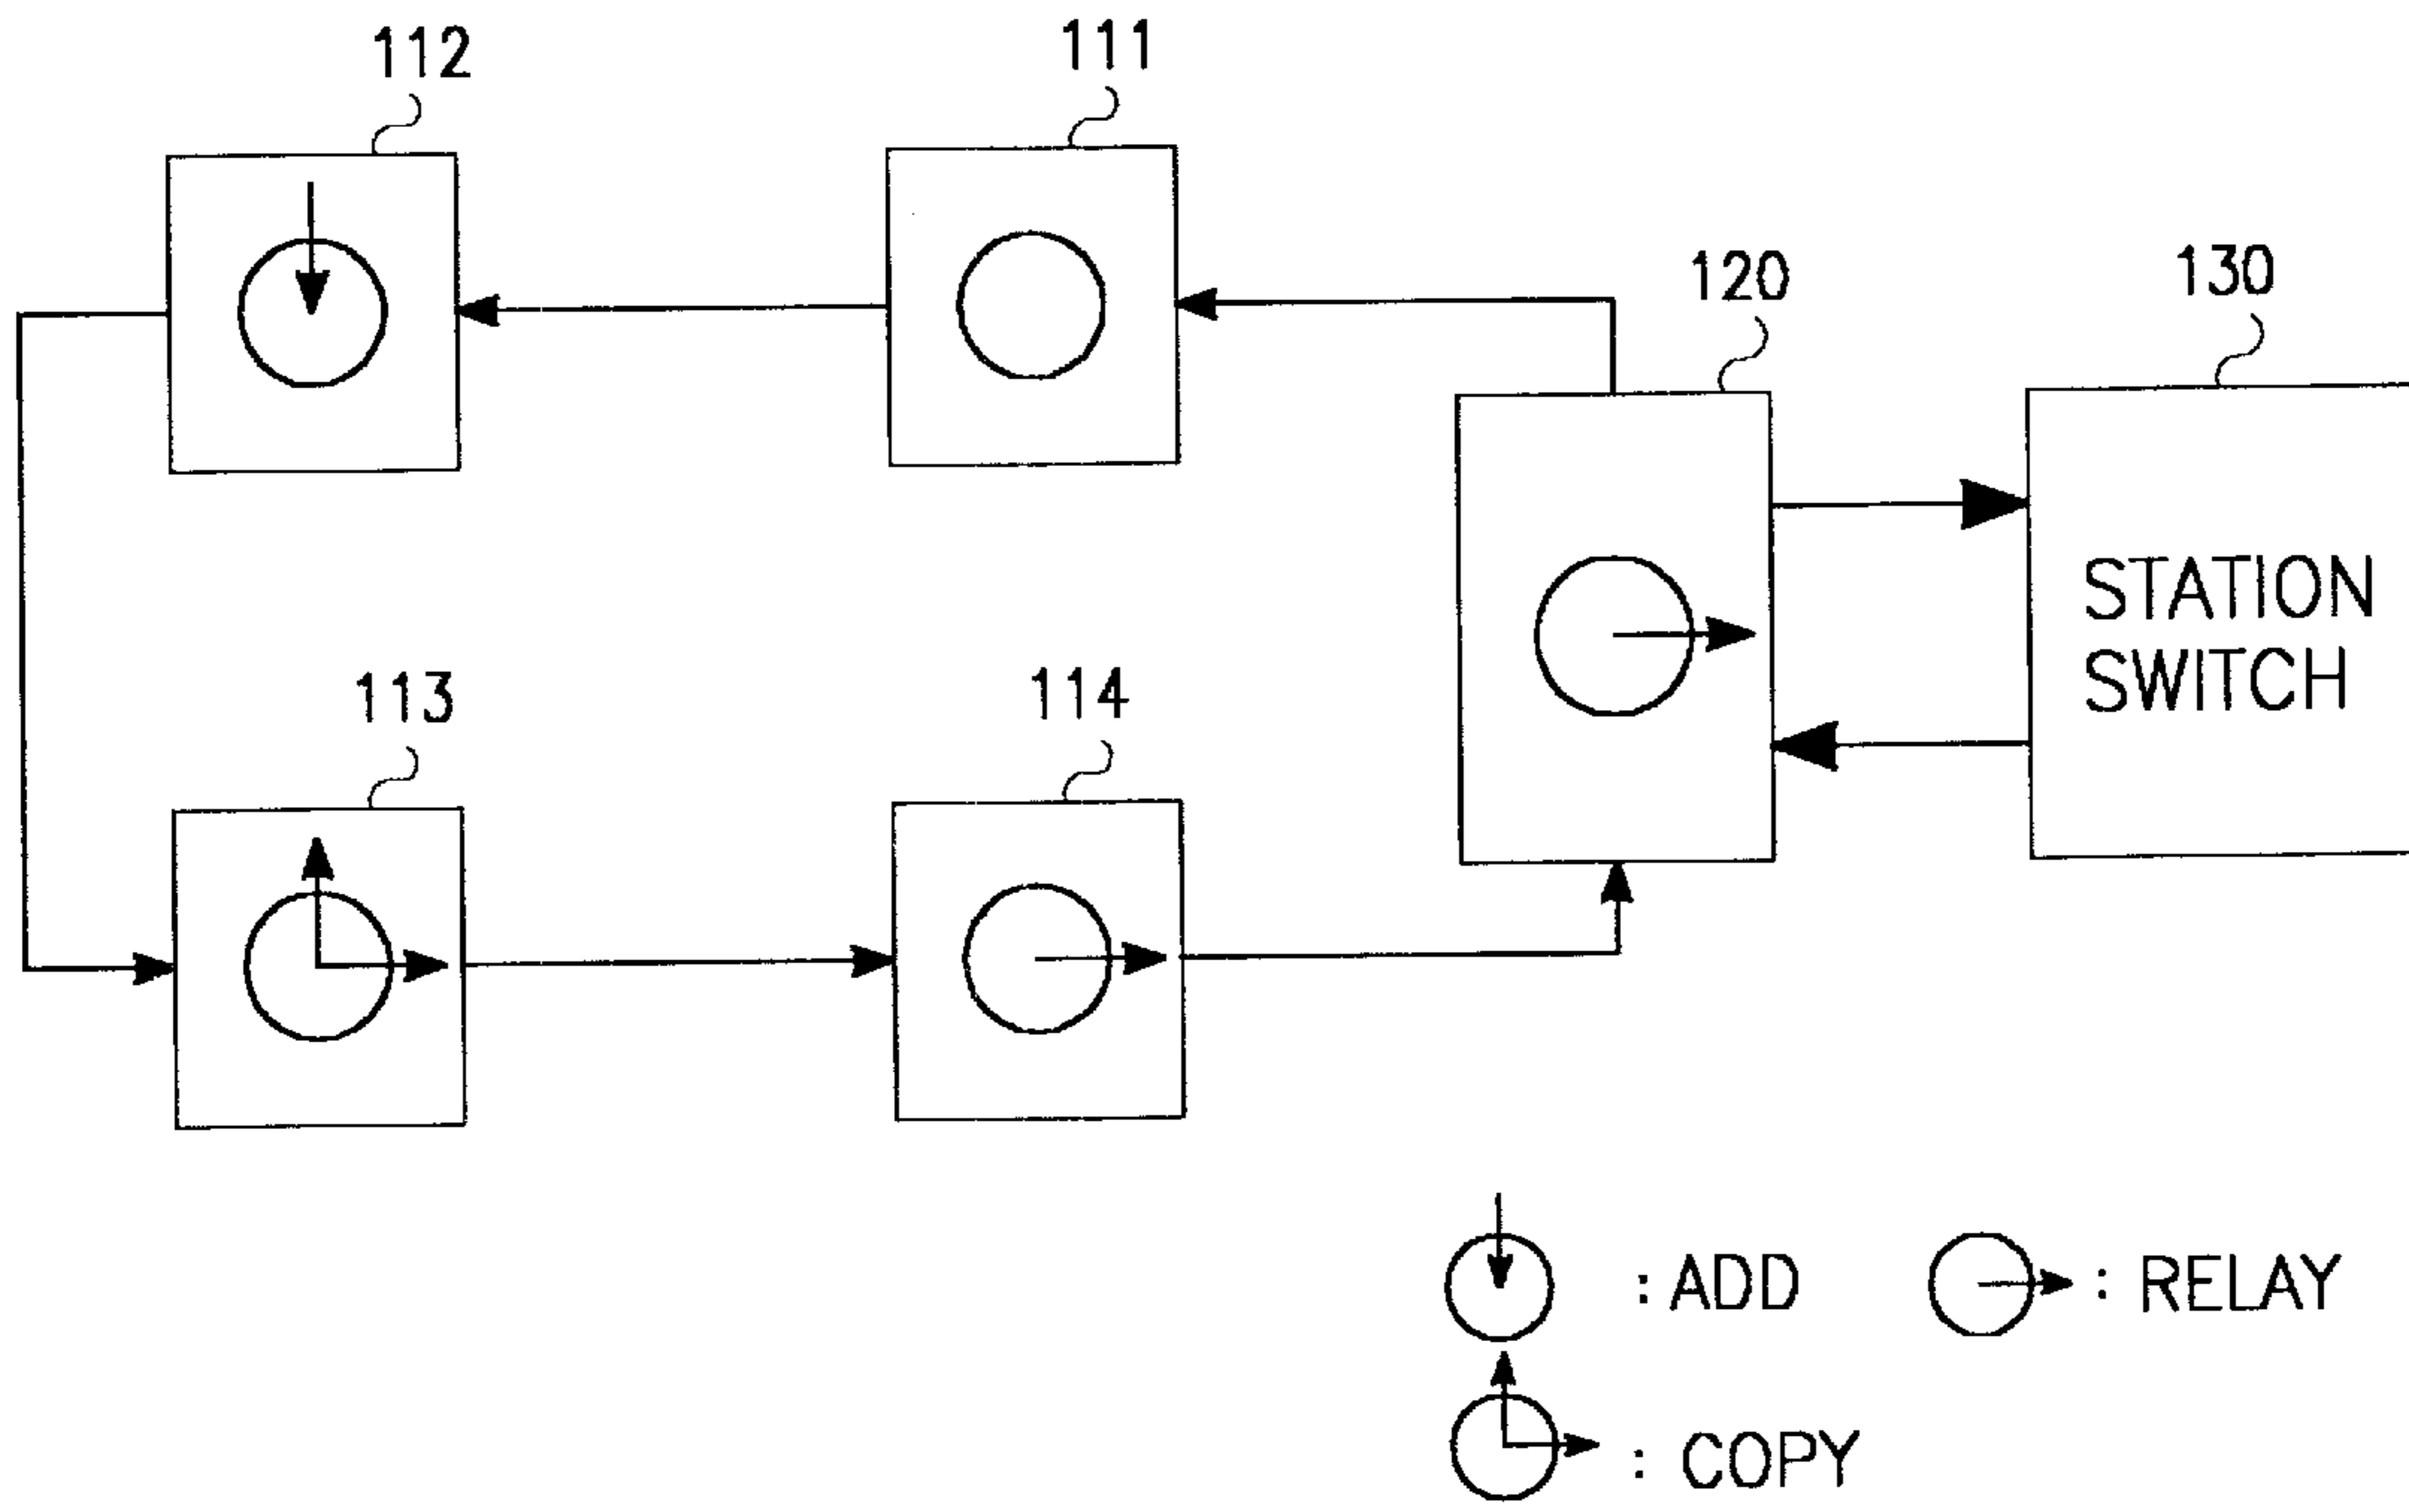 112
111
120
130
STATION
SWITCH
113
114
: ADD
: RELAY
: COPY